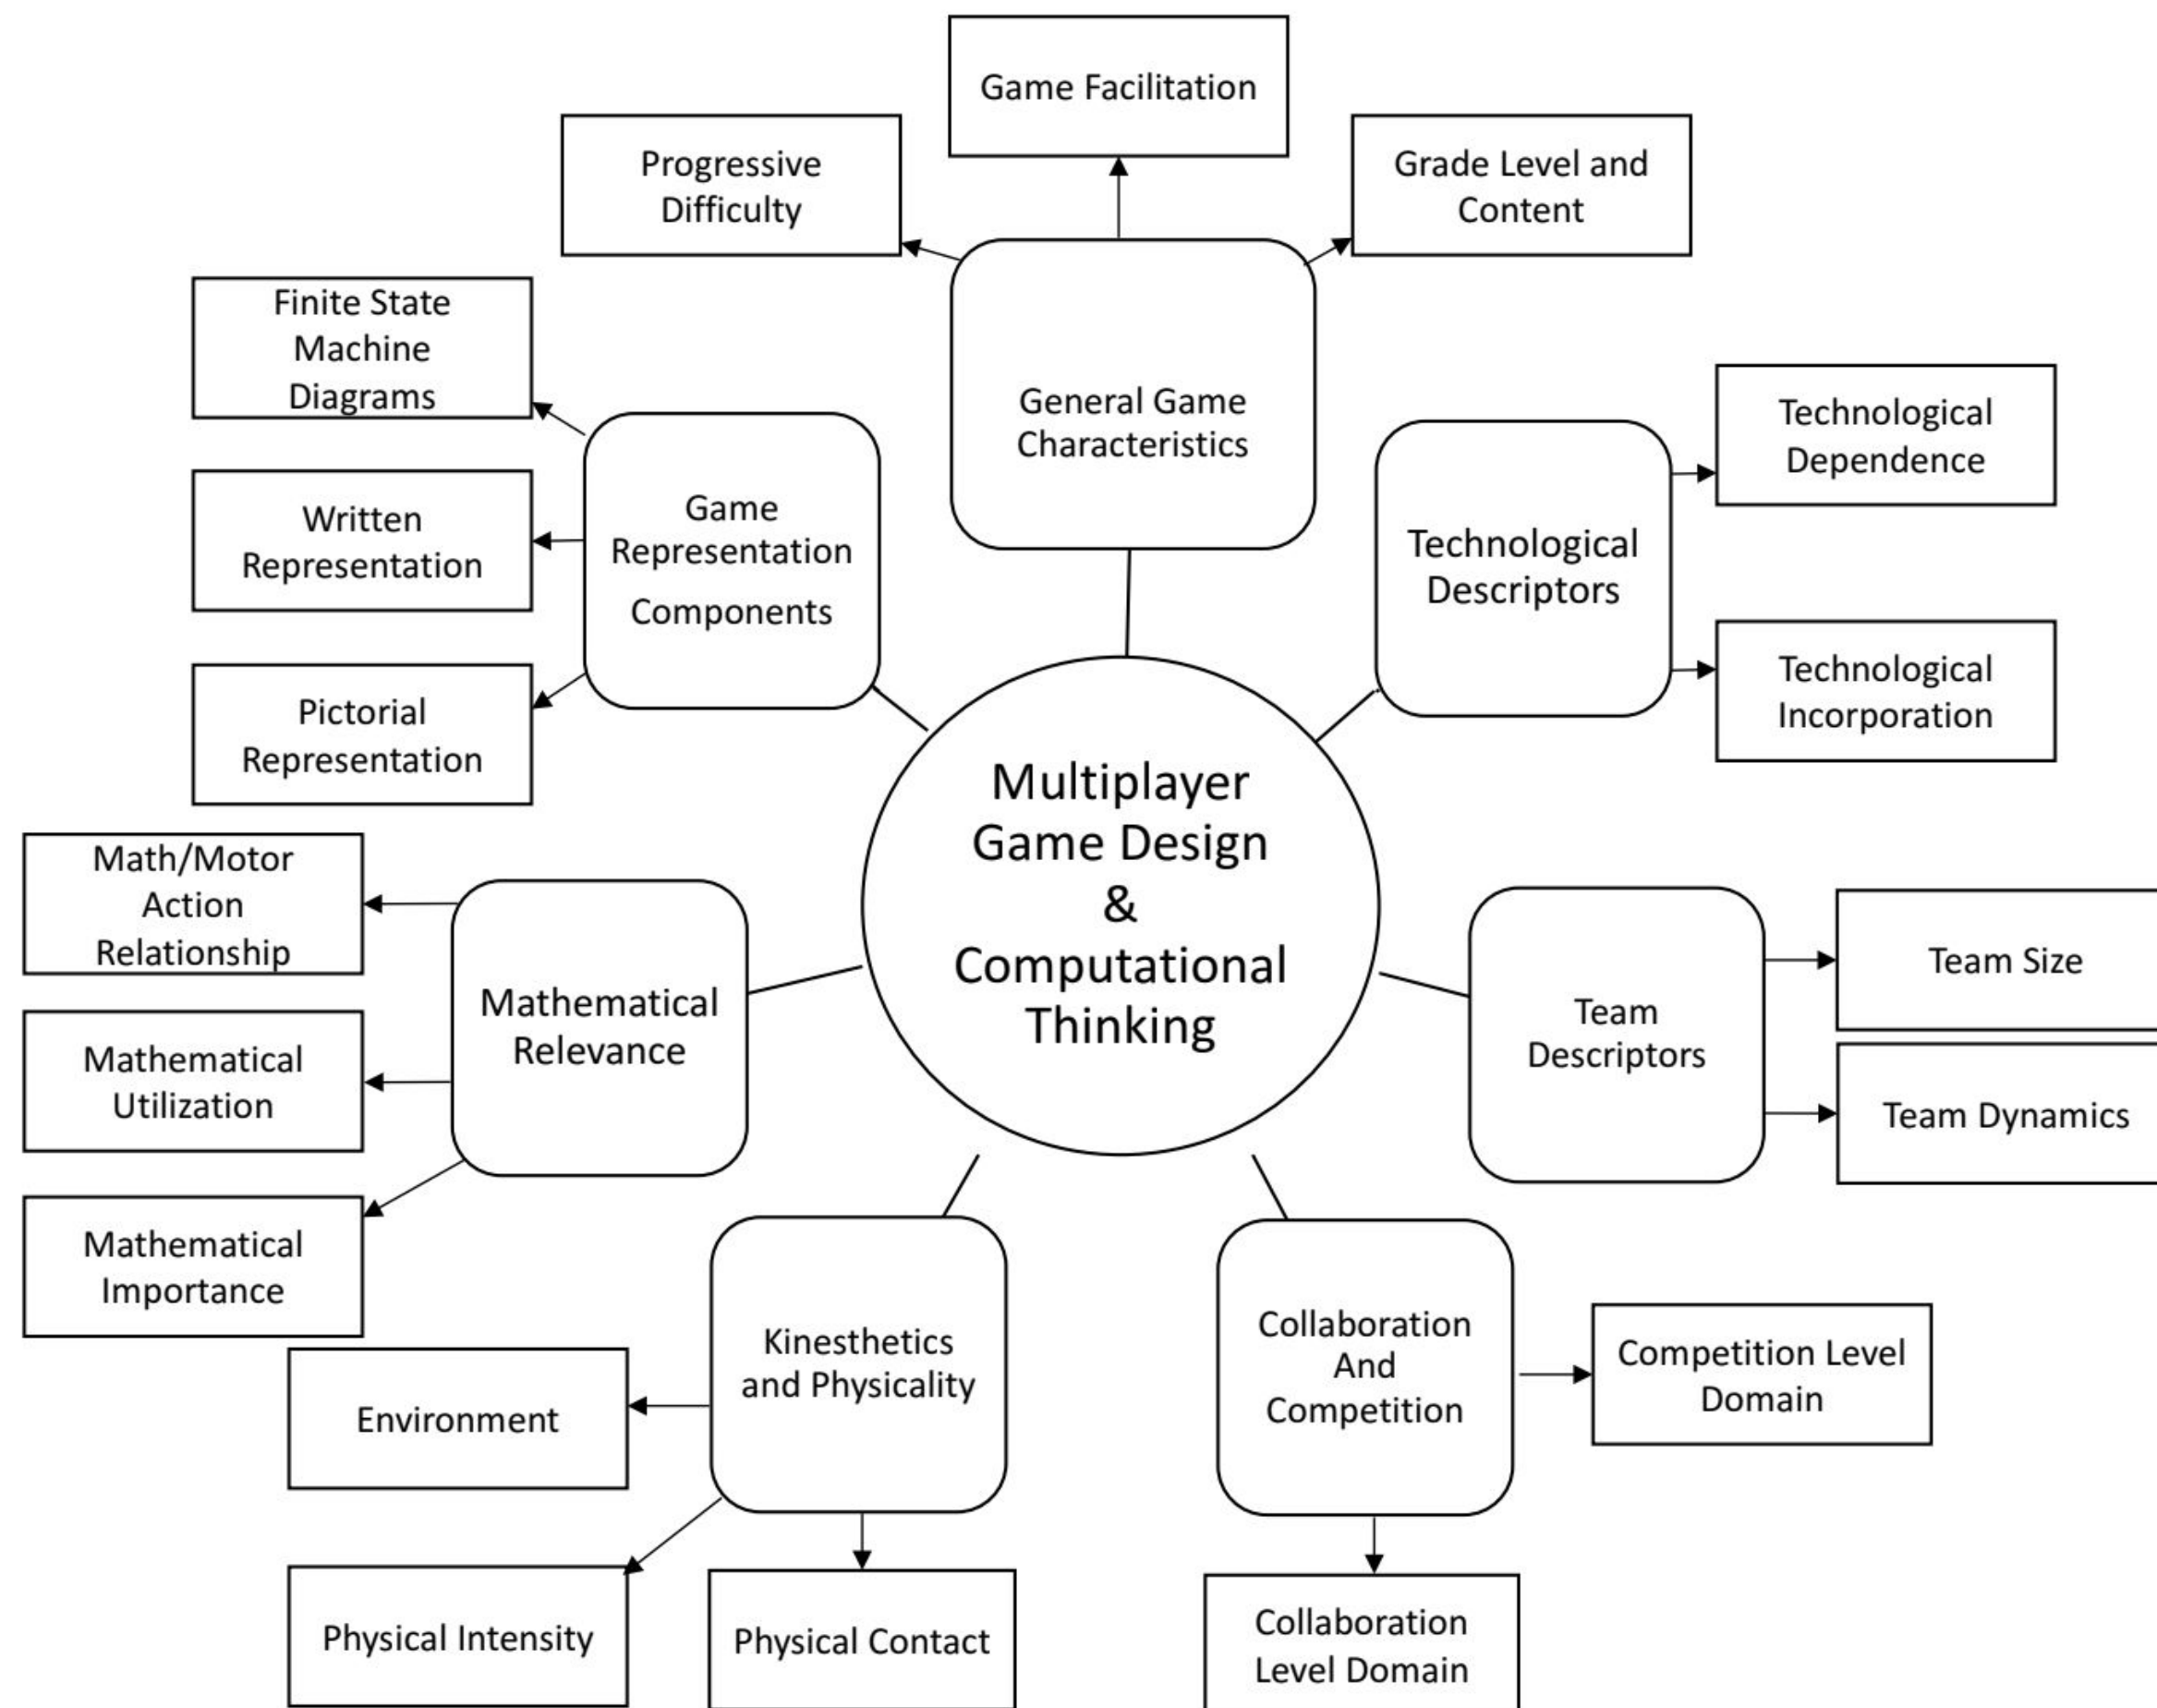 Game Facilitation
Progressive
Difficulty
Grade Level and
Content
Finite State
Machine
Diagrams
General Game
Characteristics
Technological
Dependence
Written
Representation
Game
Representation
Components
Technological
Descriptors
Technological
Incorporation
Pictorial
Representation
Multiplayer
Game Design
&
Computational
Thinking
Math/Motor
Action
Relationship
Mathematical
Relevance
Mathematical
Utilization
Mathematical
Importance
Team
Descriptors
Team Size
Team Dynamics
Kinesthetics
and Physicality
Environment
Physical Intensity
Physical Contact
Collaboration
And
Competition
Competition Level
Domain
Collaboration
Level Domain